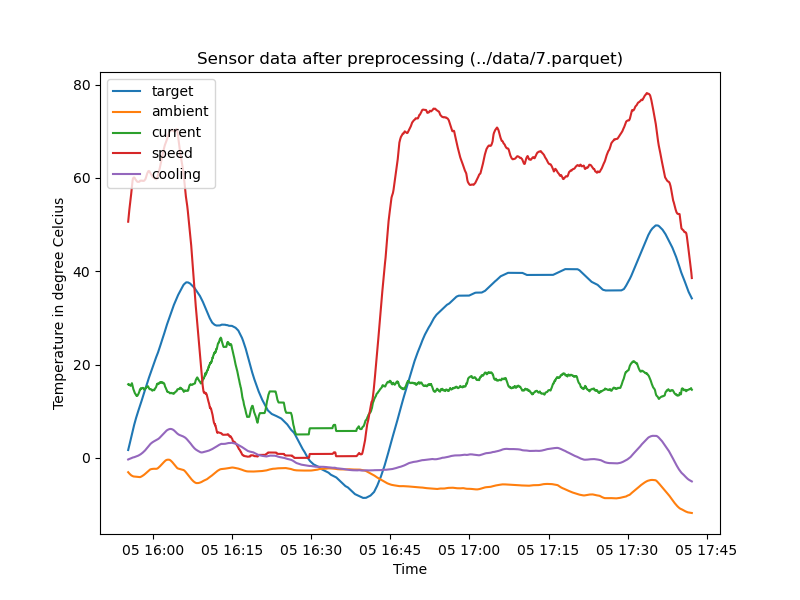 Sensor data after preprocessing (../data/7.parquet)
target
ambient
current
speed
cooling
80
60
40
20
0
Temperature in degree Celcius
05 16:00 05 16:15 05 16:30 05 16:45 05 17:00 05 17:15 05 17:30 05 17:45
Time